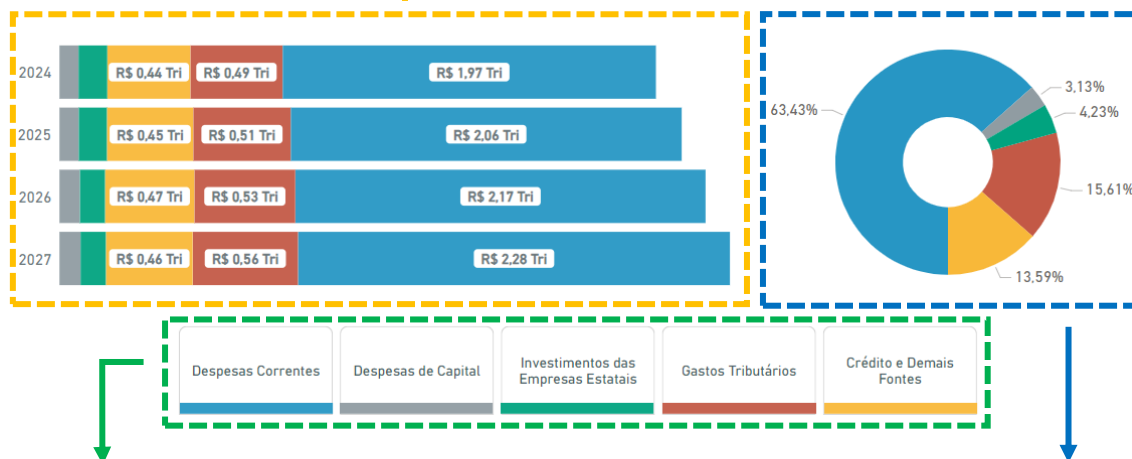 2024
R$ 0,44 Tri
R$ 0,49 Tri
R$ 1,97 Tri
2025
R$ 0,45 Tri
R$ 0,51 Tri
R$ 2,06 Tri
2026
R$ 0,47 Tri
R$ 0,53 Tri
R$ 2,17 Tri
2027
R$ 0,46 Tri
R$ 0,56 Tri
R$ 2,28 Tri
63,43%
3,13%
4,23%
15,61%
13,59%
Despesas Correntes
Despesas de Capital
Investimentos das
Empresas Estatais
Gastos Tributários
Crédito e Demais
Fontes